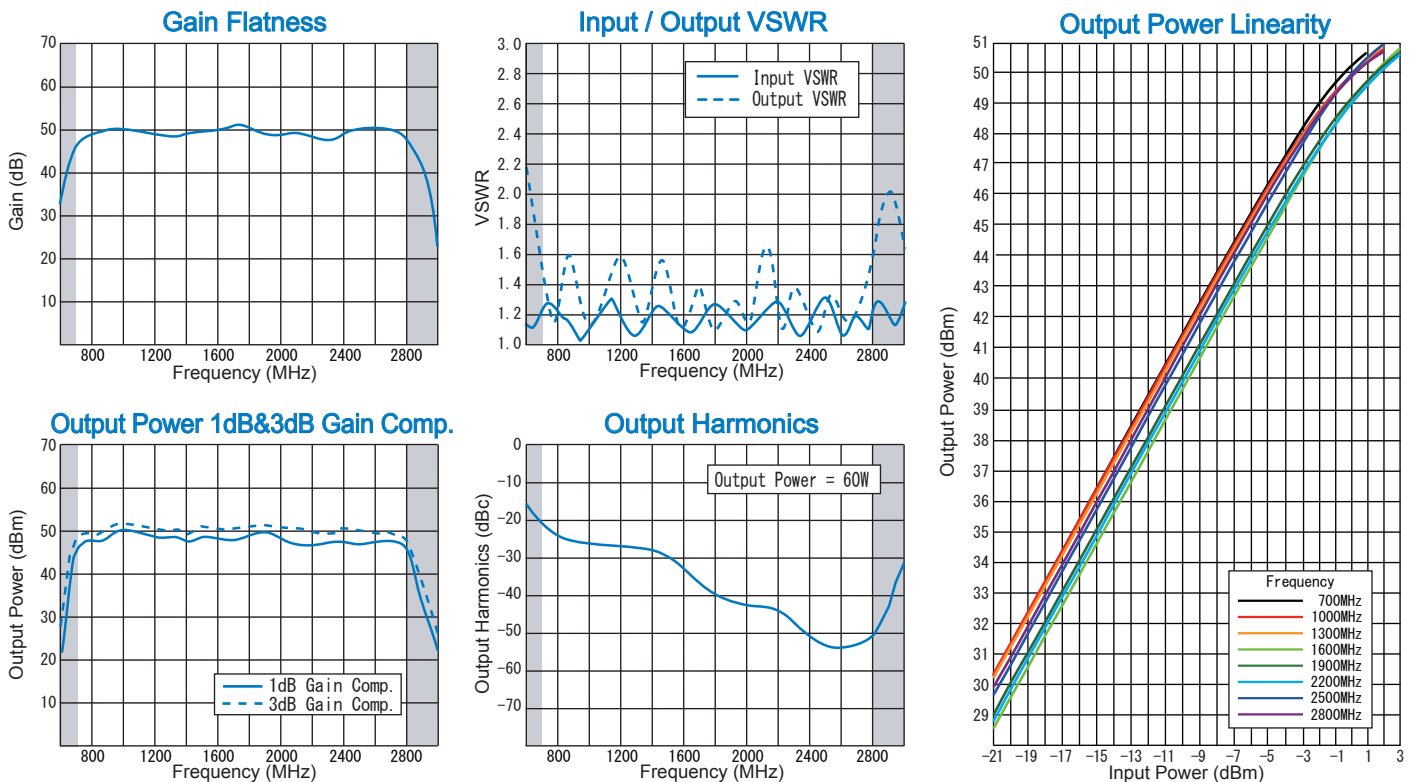 Gain Flatness
70
60
50
40
30
20
10
Gain (dB)
800 1200 1600 2000 2400 2800
Frequency (MHz)
Input / Output VSWR
3.0
2.8
2.6
2.4
2.2
2.0
1.8
1.6
1.4
1.2
1.0
VSWR
Input VSWR
Output VSWR
800 1200 1600 2000 2400 2800
Frequency (MHz)
Output Power 1dB&3dB Gain Comp.
70
60
50
40
30
20
10
Output Power (dBm)
1dB Gain Comp.
3dB Gain Comp.
800 1200 1600 2000 2400 2800
Frequency (MHz)
Output Harmonics
0
-10
-20
-30
-40
-50
-60
-70
Output Harmonics (dBc)
Output Power = 60W
800 1200 1600 2000 2400 2800
Frequency (MHz)
Output Power Linearity
51
50
49
48
47
46
45
44
43
42
41
40
39
38
37
36
35
34
33
32
31
30
29
Output Power (dBm)
Frequency
700MHz
1000MHz
1300MHz
1600MHz
1900MHz
2200MHz
2500MHz
2800MHz
-21 -19 -17 -15 -13 -11 -9 -7 -5 -3 -1 1 3
Input Power (dBm)